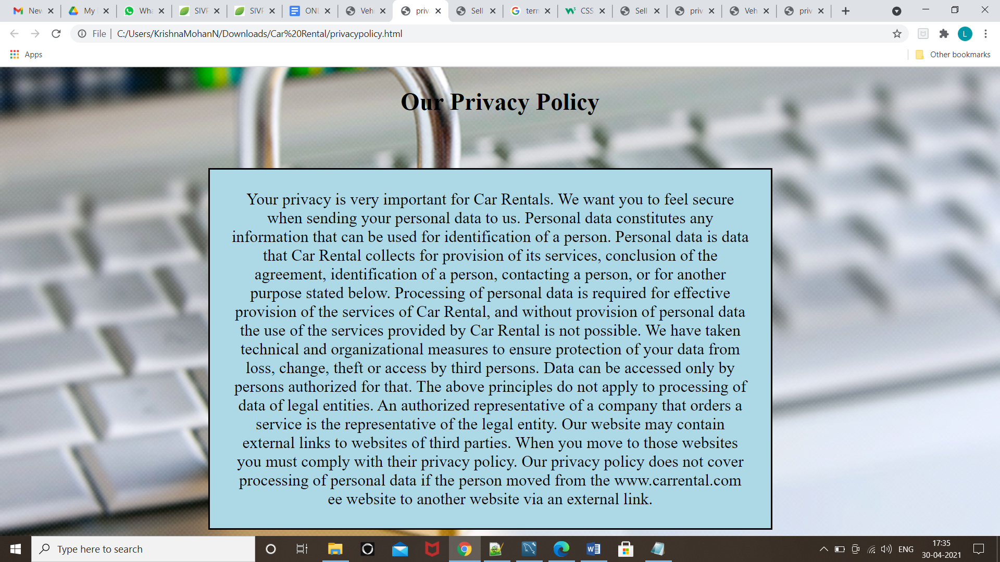 New
My
Wha
SIVP
SIVP
ONL
Vehi
priva
Sell
tern
CSS
Sell
priv
Veh
priv
File
C:/Users/KrishnaMohanN/Downloads/Car%20Rental/privacypolicy.html
L
Apps
Other bookmarks
Our Privacy Policy
Your privacy is very important for Car Rentals. We want you to feel secure
when sending your personal data to us. Personal data constitutes any
information that can be used for identification of a person. Personal data is data
that Car Rental collects for provision of its services, conclusion of the
agreement, identification of a person, contacting a person, or for another
purpose stated below. Processing of personal data is required for effective
provision of the services of Car Rental, and without provision of personal data
the use of the services provided by Car Rental is not possible. We have taken
technical and organizational measures to ensure protection of your data from
loss, change, theft or access by third persons. Data can be accessed only by
persons authorized for that. The above principles do not apply to processing of
data of legal entities. An authorized representative of a company that orders a
service is the representative of the legal entity. Our website may contain
external links to websites of third parties. When you move to those websites
you must comply with their privacy policy. Our privacy policy does not cover
processing of personal data if the person moved from the www.carrental.com
ee website to another website via an external link.
Type here to search
ENG
17:35
30-04-2021